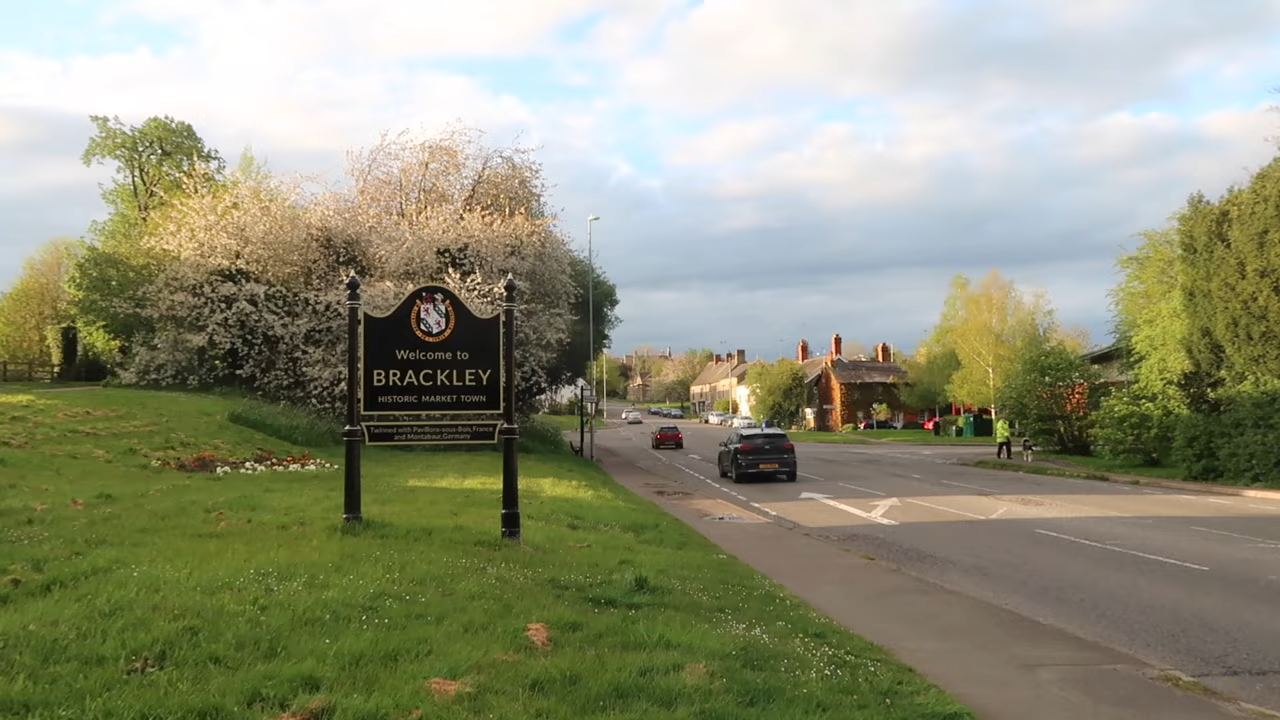 Welcome to
BRACKLEY
HISTORIC MARKET TOWN
Twinned with Pavillons-sous-Bois, France
and Montabaur, Germany